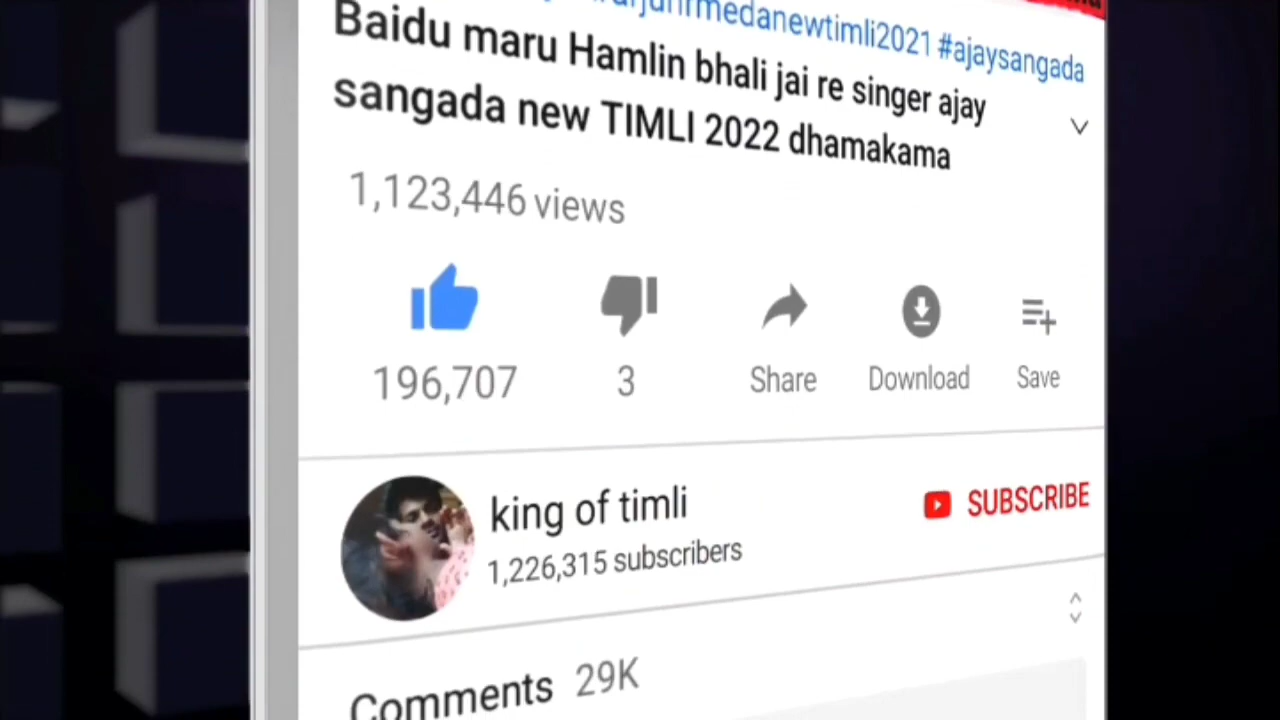 #ajaysangada
Baidu maru Hamlin bhali jai re singer ajay
sangada new TIMLI 2022 dhamakama
1,123,446 views
196,707
3
Share
Download
Save
king of timli
1,226,315 subscribers
SUBSCRIBE
Comments 29K